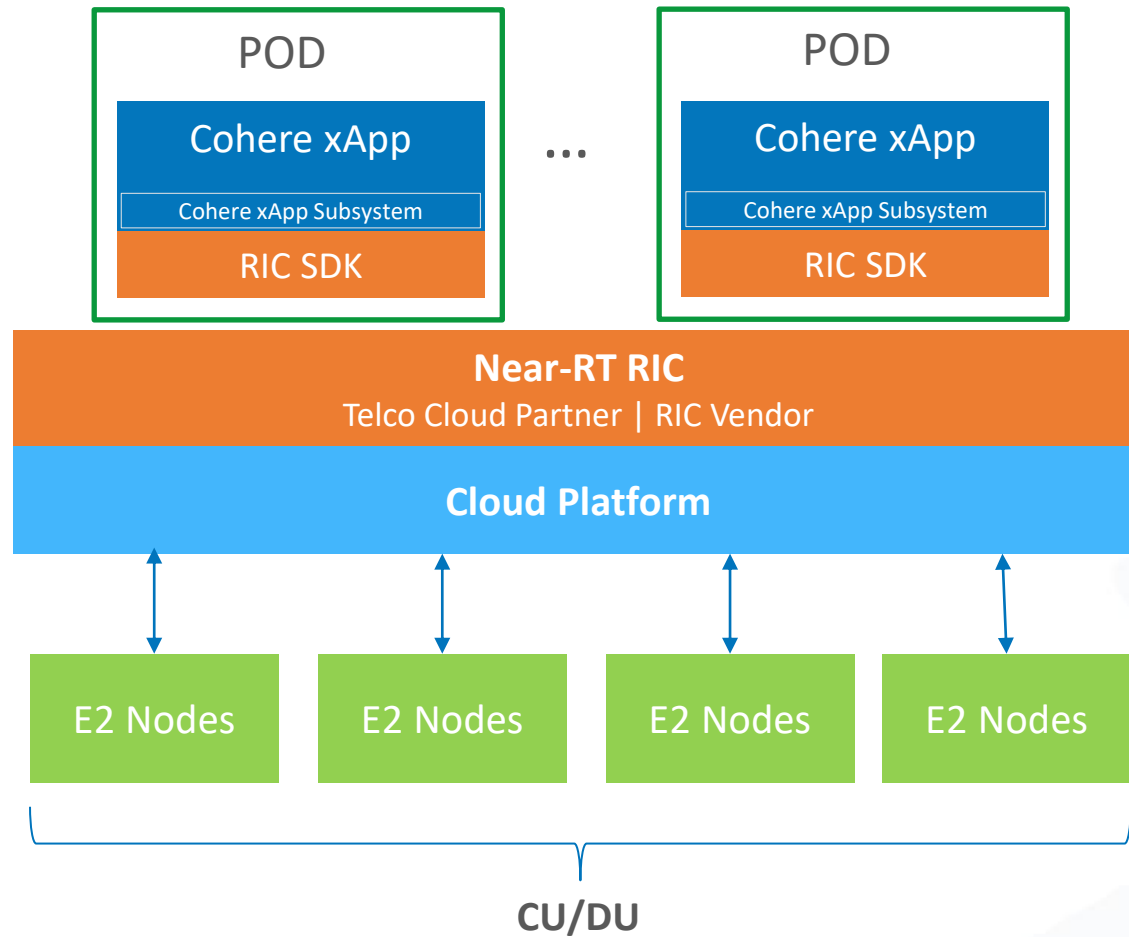 POD
Cohere xApp
Cohere xApp Subsystem
RIC SDK
...
POD
Cohere xApp
Cohere xApp Subsystem
RIC SDK
Near-RT RIC
Telco Cloud Partner | RIC Vendor
Cloud Platform
E2 Nodes
E2 Nodes
E2 Nodes
E2 Nodes
CU/DU